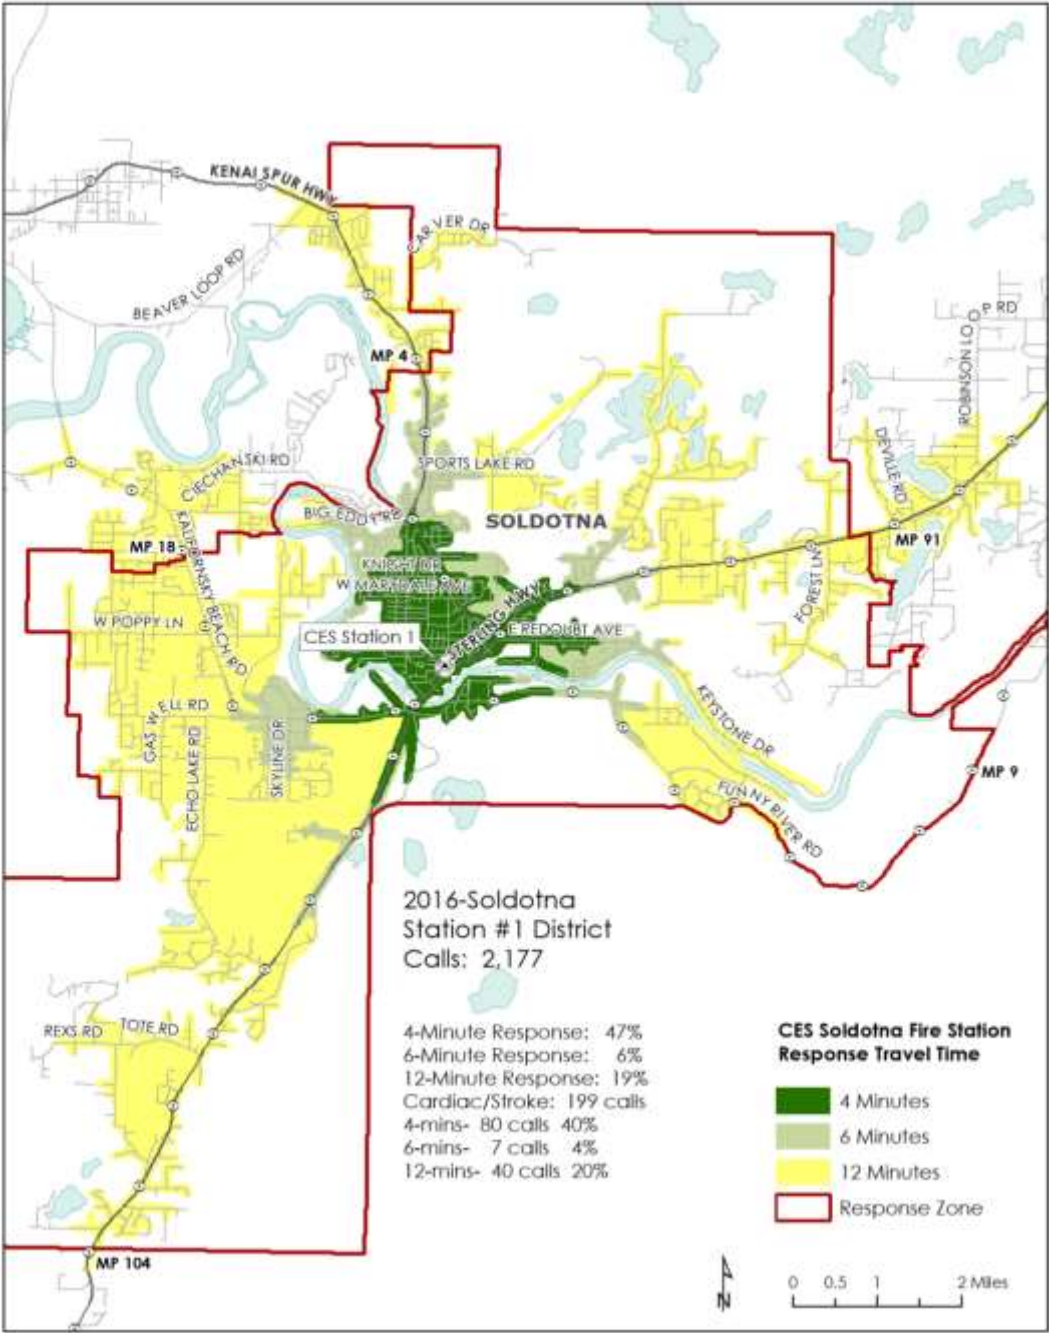 KENAI SPUR HWY
CARVER DR
BEAVER LOOP RD
ROBINSON LOOP RD
MP 4
DEVILLE RD
CIECHANSKI RD
SPORTS LAKE RD
BIG EDDY RD
SOLDOTNA
KALIFORNSKY BEACH RD
MP 18
MP 91
KNIGHT DR
W MARYDALE AVE
FOREST LN
STERLING HWY
W POPPY LN
CES Station 1
E REDOUBT AVE
GAS WELL RD
KEYSTONE DR
ECHO LAKE RD
SKYLINE DR
MP 9
FUNNY RIVER RD
2016-Soldotna
Station #1 District
Calls: 2,177
REXS RD
TOTE RD
4-Minute Response: 47%
6-Minute Response: 6%
12-Minute Response: 19%
Cardiac/Stroke: 199 calls
4-mins- 80 calls 40%
6-mins- 7 calls 4%
12-mins- 40 calls 20%
CES Soldotna Fire Station
Response Travel Time
4 Minutes
6 Minutes
12 Minutes
Response Zone
MP 104
N
0 0.5 1 2 Miles